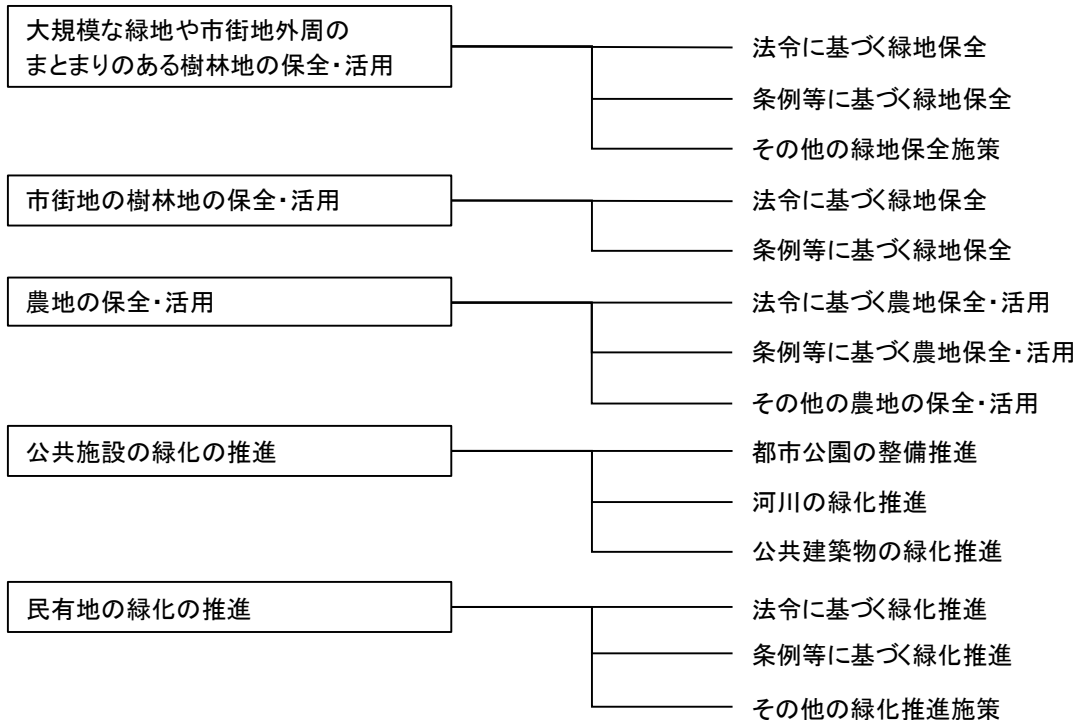 大規模な緑地や市街地外周の
まとまりのある樹林地の保全・活用
法令に基づく緑地保全
条例等に基づく緑地保全
その他の緑地保全施策
市街地の樹林地の保全・活用
法令に基づく緑地保全
条例等に基づく緑地保全
農地の保全・活用
法令に基づく農地保全・活用
条例等に基づく農地保全・活用
その他の農地の保全・活用
公共施設の緑化の推進
都市公園の整備推進
河川の緑化推進
公共建築物の緑化推進
民有地の緑化の推進
法令に基づく緑化推進
条例等に基づく緑化推進
その他の緑化推進施策